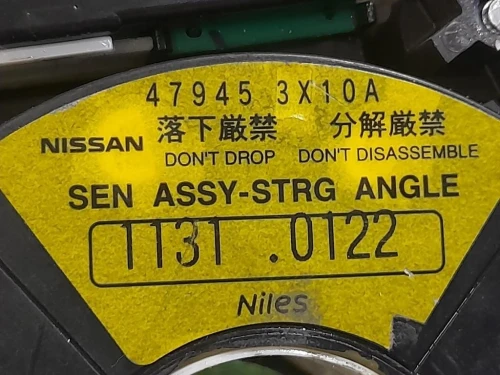 47945 3X10A
NISSAN 落下厳禁 分解厳禁
DON'T DROP DON'T DISASSEMBLE
SEN ASSY-STRG ANGLE
1131 .0122
Niles